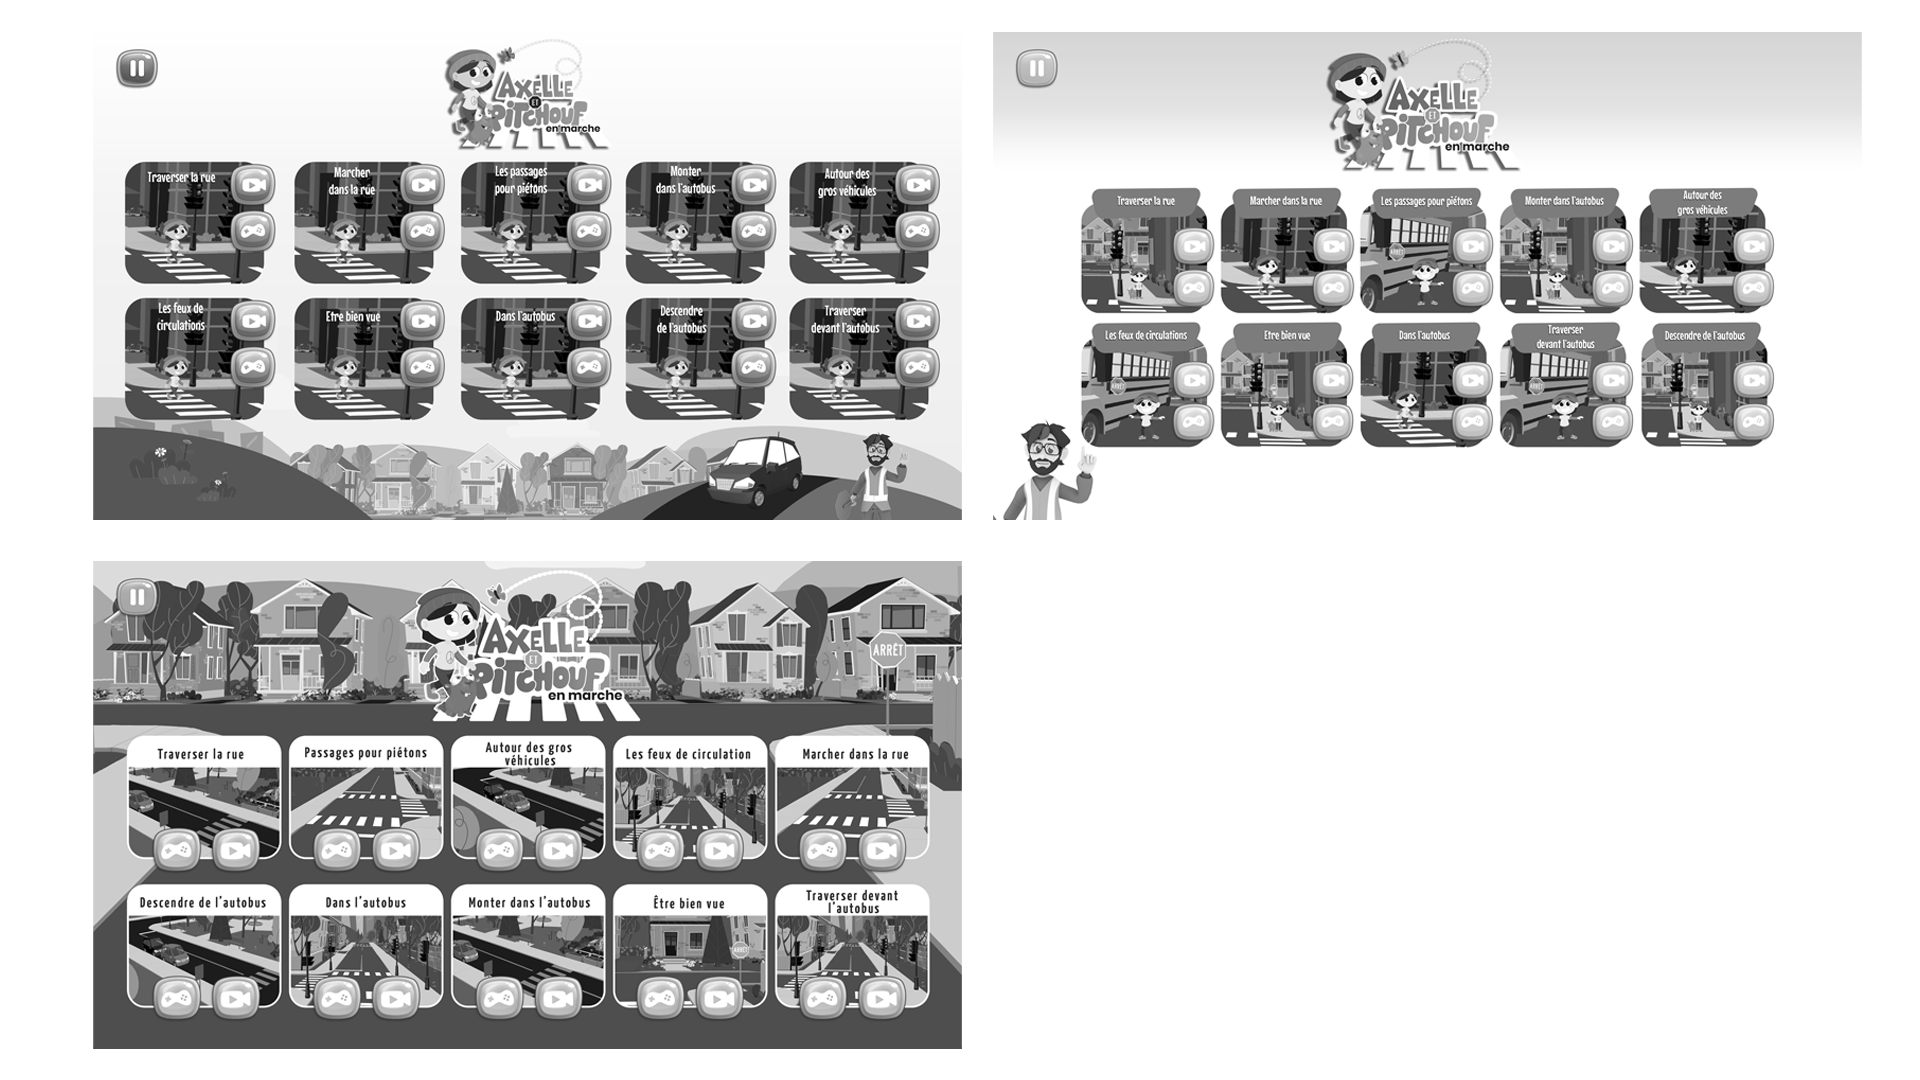 AXELLE
ET
PITCHOUF
en marche
Traverser la rue
Marcher
dans la rue
Les passages
pour piétons
Monter
dans l'autobus
Autour des
gros véhicules
Les feux de
circulations
Etre bien vue
Dans l'autobus
Descendre
de l'autobus
Traverser
devant l'autobus
AXELLE
ET
PITCHOUF
en marche
Traverser la rue
Marcher dans la rue
Les passages pour piétons
Monter dans l'autobus
Autour des
gros véhicules
ARRÊT
Les feux de circulations
Etre bien vue
Dans l'autobus
Traverser
devant l'autobus
Descendre de l'autobus
ARRÊT
ARRÊT
AXELLE
ET
PITCHOUF
en marche
ARRÊT
Traverser la rue
Passages pour piétons
Autour des gros
véhicules
Les feux de circulation
Marcher dans la rue
Descendre de l'autobus
Dans l'autobus
Monter dans l'autobus
Être bien vue
Traverser devant
l'autobus
ARRÊT